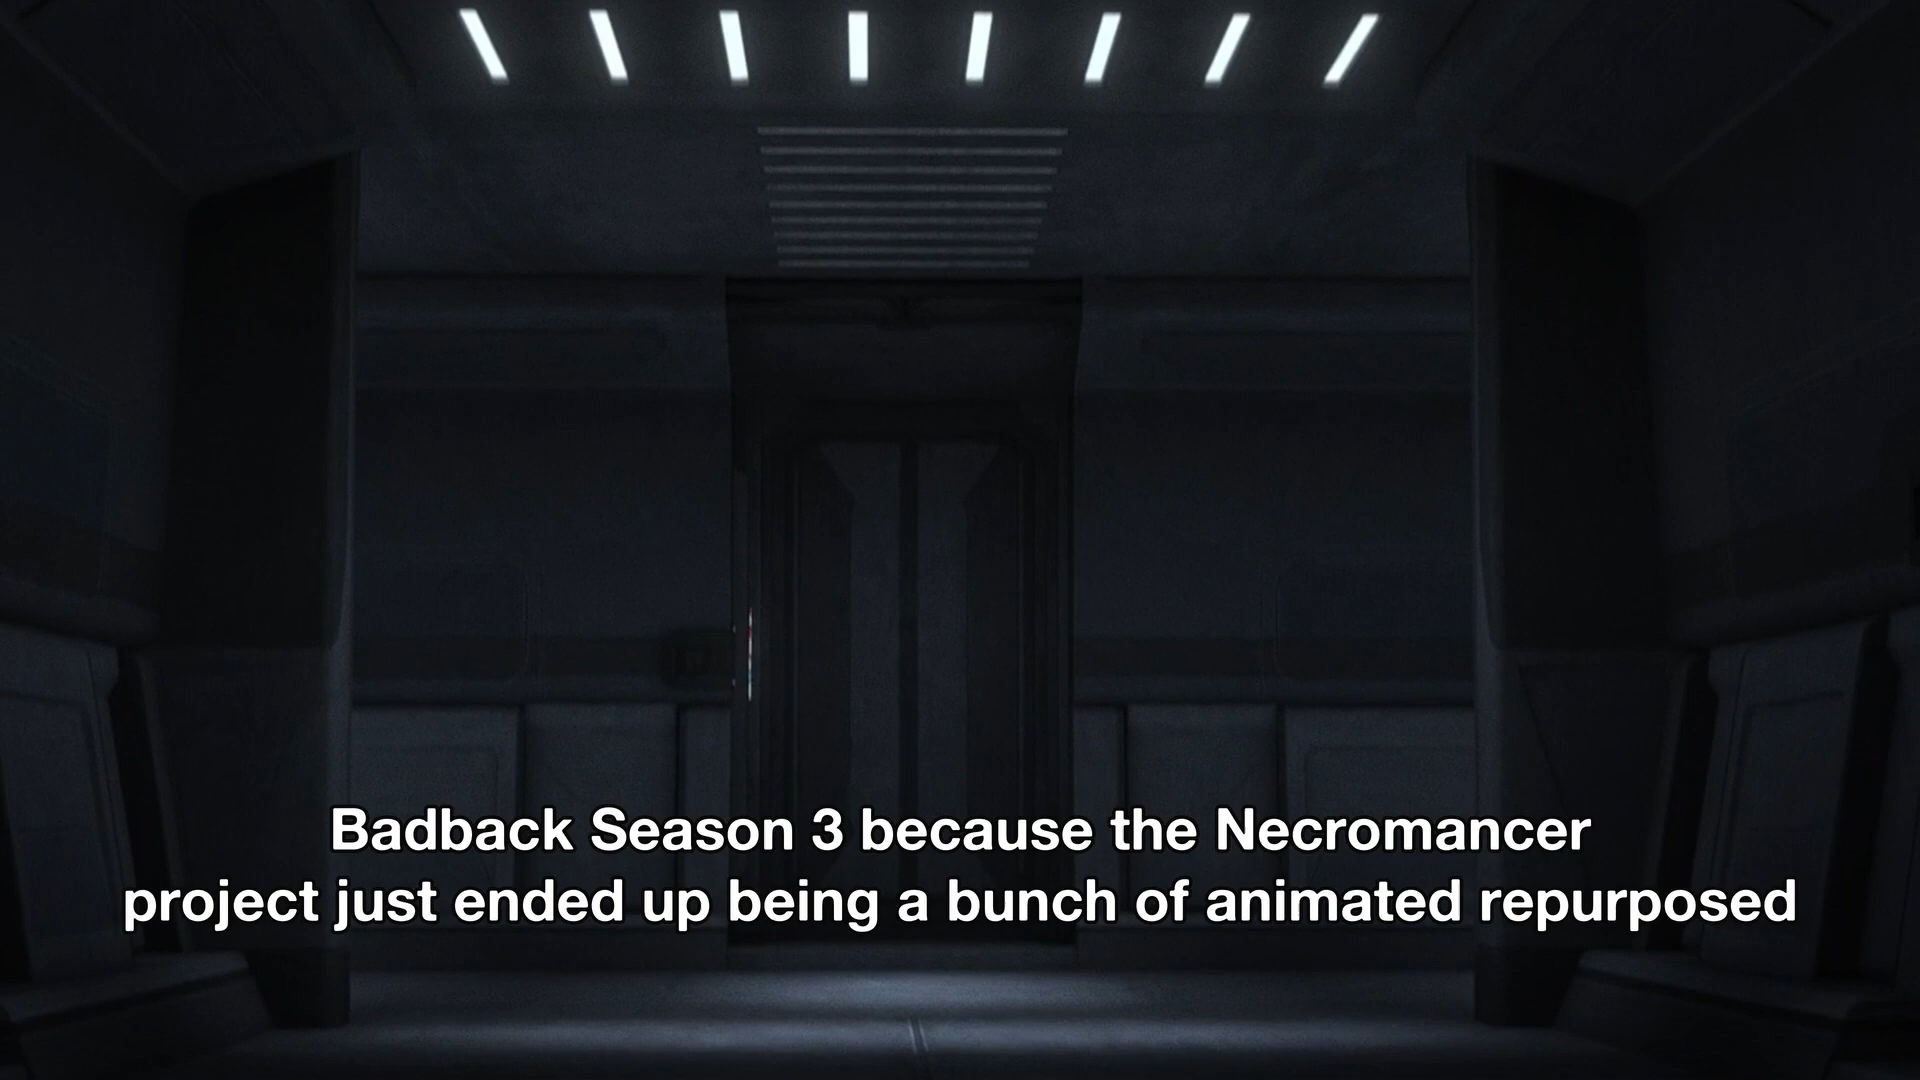 Badback Season 3 because the Necromancer
project just ended up being a bunch of animated repurposed